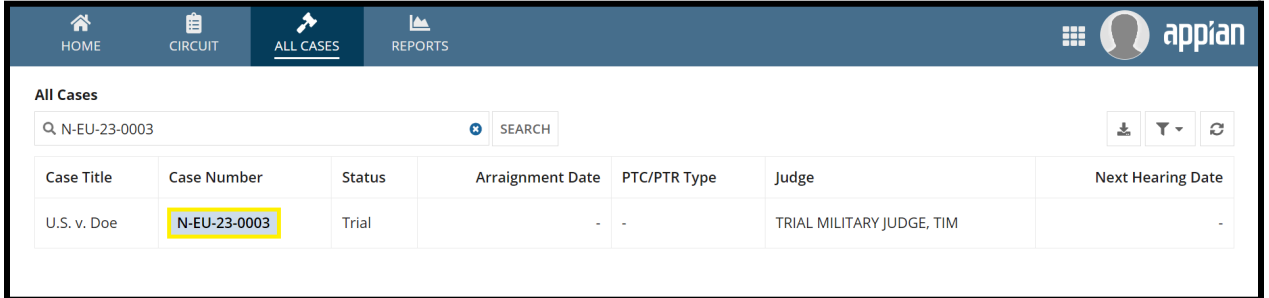 HOME
CIRCUIT
ALL CASES
REPORTS
appian
All Cases
N-EU-23-0003
SEARCH
Case Title Case Number Status Arraignment Date PTC/PTR Type Judge Next Hearing Date
U.S. v. Doe N-EU-23-0003 Trial - - TRIAL MILITARY JUDGE, TIM -